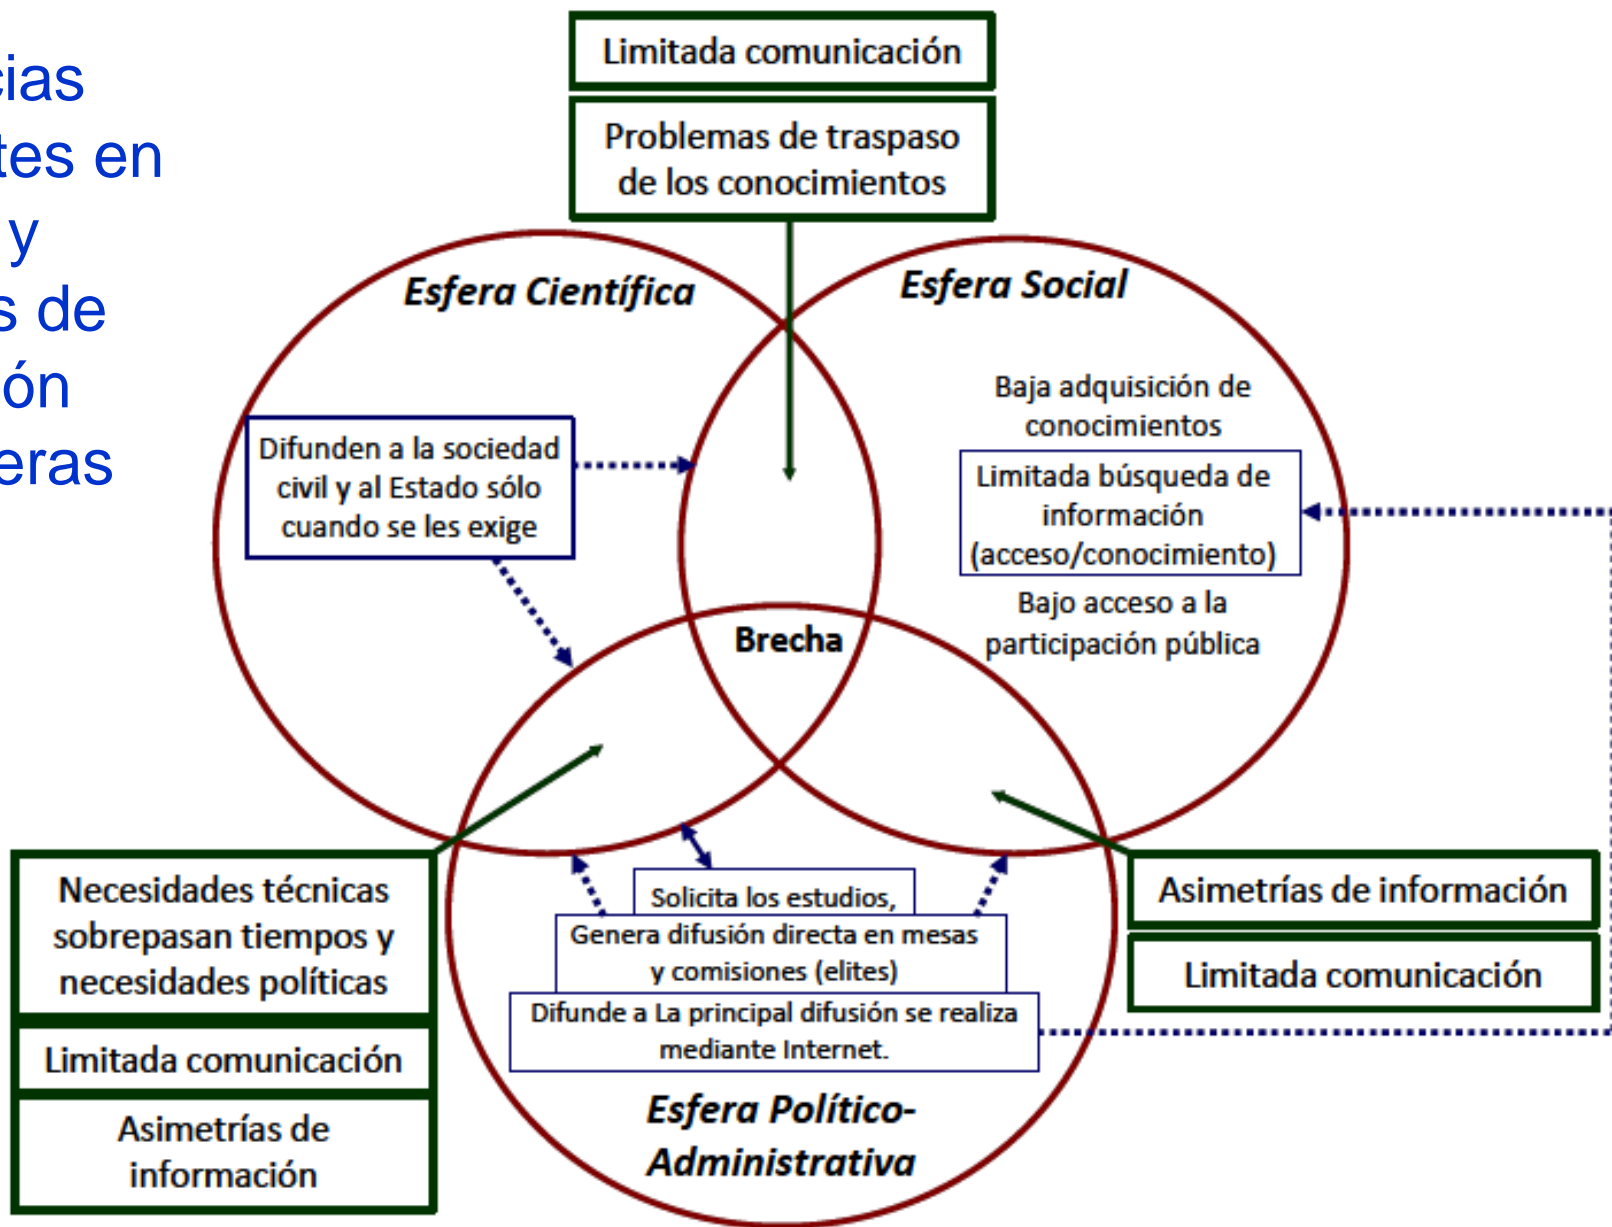 cias
tes en
y
s de
ón
eras
Limitada comunicación
Problemas de traspaso
de los conocimientos
Esfera Científica
Esfera Social
Difunden a la sociedad
civil y al Estado sólo
cuando se les exige
Baja adquisición de
conocimientos
Limitada búsqueda de
información
(acceso/conocimiento)
Bajo acceso a la
participación pública
Brecha
Necesidades técnicas
sobrepasan tiempos y
necesidades políticas
Limitada comunicación
Asimetrías de
información
Solicita los estudios,
Genera difusión directa en mesas
y comisiones (elites)
Difunde a La principal difusión se realiza
mediante Internet.
Esfera Político-
Administrativa
Asimetrías de información
Limitada comunicación